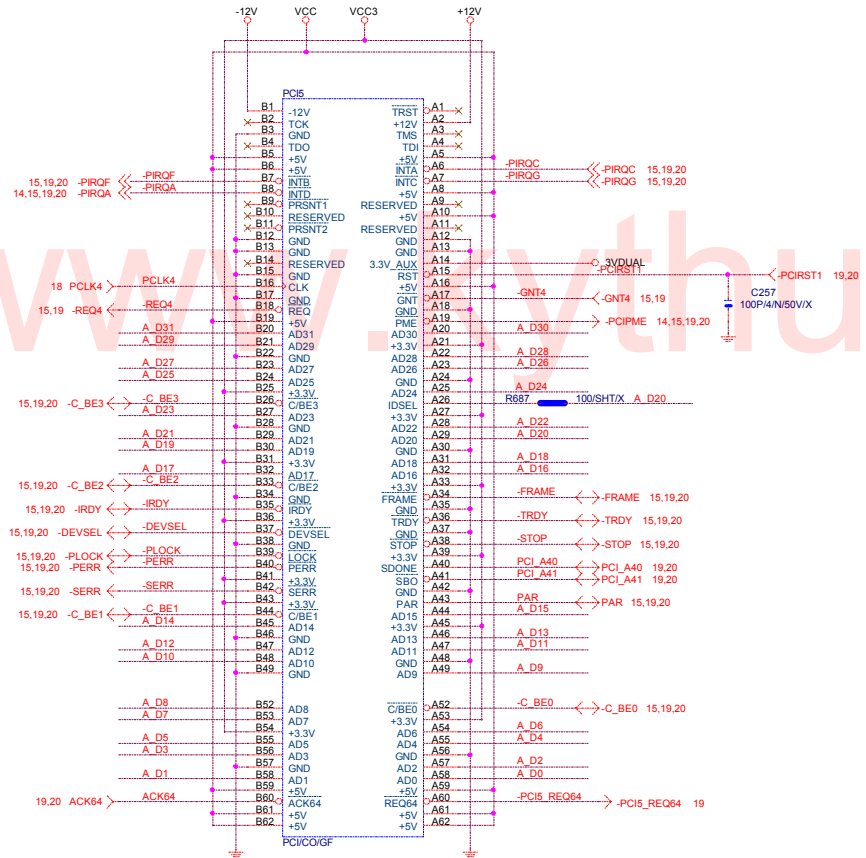 -12V VCC VCC3 +12V
PCI5
B1 -12V TRST A1
B2 TCK +12V A2
B3 GND TMS A3
B4 TDO TDI A4
B5 +5V +5V A5
15,19,20 -PIRQF -PIRQF B6 +5V INTA A6 -PIRQC -PIRQC 15,19,20
14,15,19,20 -PIRQA -PIRQA B7 INTB INTC A7 -PIRQG -PIRQG 15,19,20
B8 INTD +5V A8
B9 PRSNT1 RESERVED A9
B10 RESERVED +5V A10
B11 PRSNT2 RESERVED A11
B12 GND GND A12
B13 GND GND A13
B14 RESERVED 3.3V_AUX A14 3VDUAL
B15 GND RST A15 -PCIRST1 -PCIRST1 19,20
18 PCLK4 PCLK4 B16 CLK +5V A16
B17 GND GNT A17 -GNT4 -GNT4 15,19
C257
100P/4/N/50V/X
15,19 -REQ4 -REQ4 B18 REQ GND A18
B19 +5V PME A19 -PCIPME 14,15,19,20
A_D31 B20 AD31 AD30 A20 A_D30
A_D29 B21 AD29 +3.3V A21
B22 GND AD28 A22 A_D28
A_D27 B23 AD27 AD26 A23 A_D26
A_D25 B24 AD25 GND A24
B25 +3.3V AD24 A25 A_D24
15,19,20 -C_BE3 -C_BE3 B26 C/BE3 IDSEL A26 R687 100/SHT/X A_D20
A_D23 B27 AD23 +3.3V A27
B28 GND AD22 A28 A_D22
A_D21 B29 AD21 AD20 A29 A_D20
A_D19 B30 AD19 GND A30
B31 +3.3V AD18 A31 A_D18
A_D17 B32 AD17 AD16 A32 A_D16
15,19,20 -C_BE2 -C_BE2 B33 C/BE2 +3.3V A33
B34 GND FRAME A34 -FRAME -FRAME 15,19,20
15,19,20 -IRDY -IRDY B35 IRDY GND A35
B36 +3.3V TRDY A36 -TRDY -TRDY 15,19,20
15,19,20 -DEVSEL -DEVSEL B37 DEVSEL GND A37
B38 GND STOP A38 -STOP -STOP 15,19,20
15,19,20 -PLOCK -PLOCK B39 LOCK +3.3V A39
15,19,20 -PERR -PERR B40 PERR SDONE A40 PCI_A40 PCI_A40 19,20
B41 +3.3V SBO A41 PCI_A41 PCI_A41 19,20
15,19,20 -SERR -SERR B42 SERR GND A42
B43 +3.3V PAR A43 PAR PAR 15,19,20
15,19,20 -C_BE1 -C_BE1 B44 C/BE1 AD15 A44 A_D15
A_D14 B45 AD14 +3.3V A45
B46 GND AD13 A46 A_D13
A_D12 B47 AD12 AD11 A47 A_D11
A_D10 B48 AD10 GND A48
B49 GND AD9 A49 A_D9
A_D8 B52 AD8 C/BE0 A52 -C_BE0 -C_BE0 15,19,20
A_D7 B53 AD7 +3.3V A53
B54 +3.3V AD6 A54 A_D6
A_D5 B55 AD5 AD4 A55 A_D4
A_D3 B56 AD3 GND A56
B57 GND AD2 A57 A_D2
A_D1 B58 AD1 AD0 A58 A_D0
B59 +5V +5V A59
19,20 ACK64 ACK64 B60 ACK64 REQ64 A60 -PCI5_REQ64 -PCI5_REQ64 19
B61 +5V +5V A61
B62 +5V +5V A62
PCI/CO/GF
www.kythu